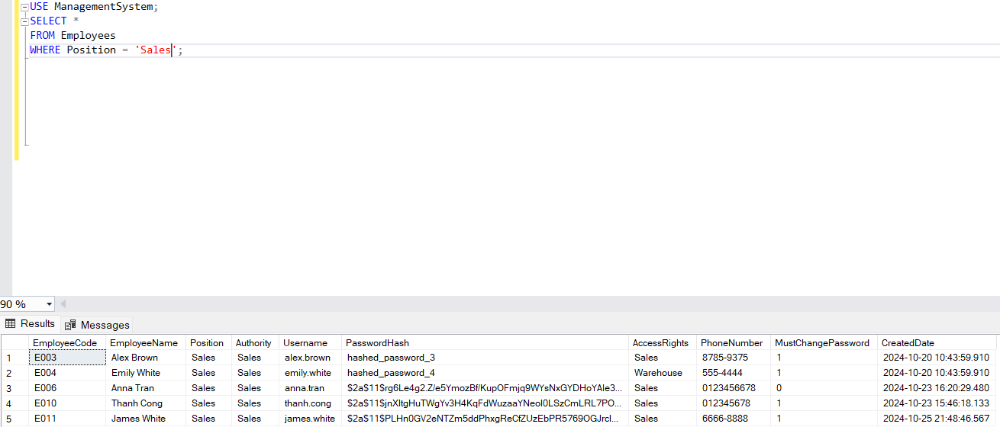 USE ManagementSystem;
SELECT *
FROM Employees
WHERE Position = 'Sales';
90 %
Results Messages
EmployeeCode EmployeeName Position Authority Username PasswordHash AccessRights PhoneNumber MustChangePassword CreatedDate
1 E003 Alex Brown Sales Sales alex.brown hashed_password_3 Sales 8785-9375 1 2024-10-20 10:43:59.910
2 E004 Emily White Sales Sales emily.white hashed_password_4 Warehouse 555-4444 1 2024-10-20 10:43:59.910
3 E006 Anna Tran Sales Sales anna.tran $2a$11$rg6Le4g2.Z/e5YmozBf/KupOFmjq9WYsNxGYDHoYAle3... Sales 0123456678 0 2024-10-23 16:20:29.480
4 E010 Thanh Cong Sales Sales thanh.cong $2a$11$jnXltgHuTWgYv3H4KqFdWuzaaYNeol0LSzCmLRL7PO... Sales 012345678 1 2024-10-23 15:46:18.133
5 E011 James White Sales Sales james.white $2a$11$PLHn0GV2eNTZm5ddPhxgReCfZUzEbPR5769OGJrcl... Sales 6666-8888 1 2024-10-25 21:48:46.567